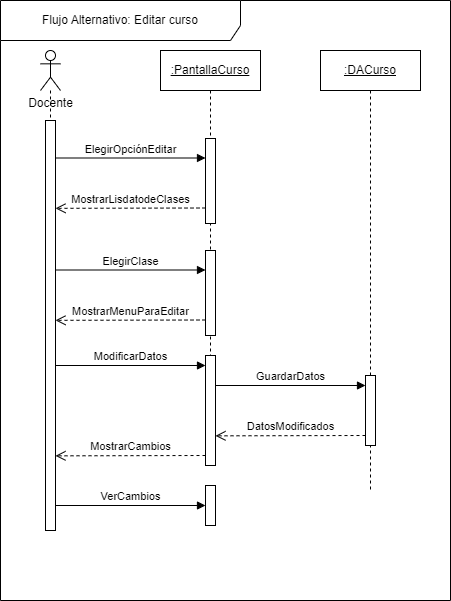 Flujo Alternativo: Editar curso
:PantallaCurso
:DACurso
Docente
ElegirOpciónEditar
MostrarLisdatodeClases
ElegirClase
MostrarMenuParaEditar
ModificarDatos
GuardarDatos
DatosModificados
MostrarCambios
VerCambios